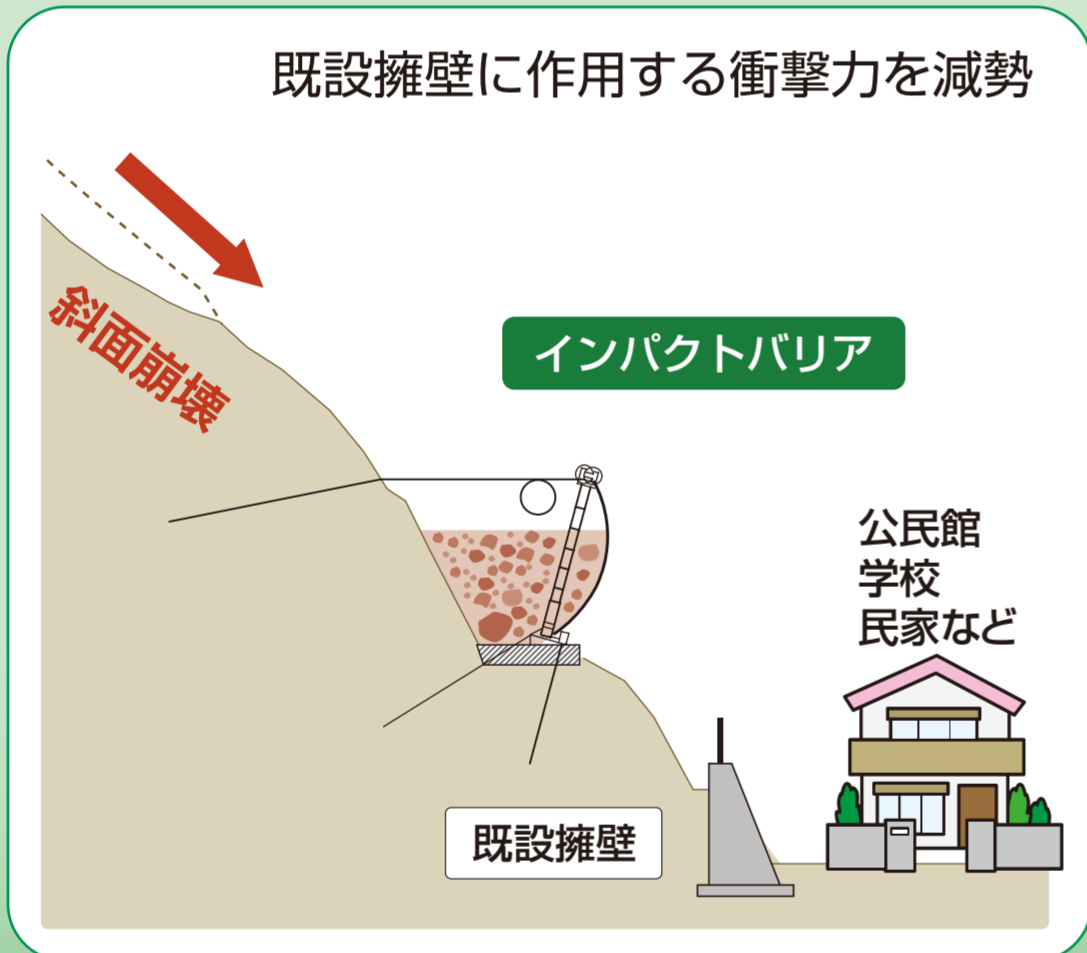 既設擁壁に作用する衝撃力を減勢
斜面崩壊
インパクトバリア
公民館
学校
民家など
既設擁壁